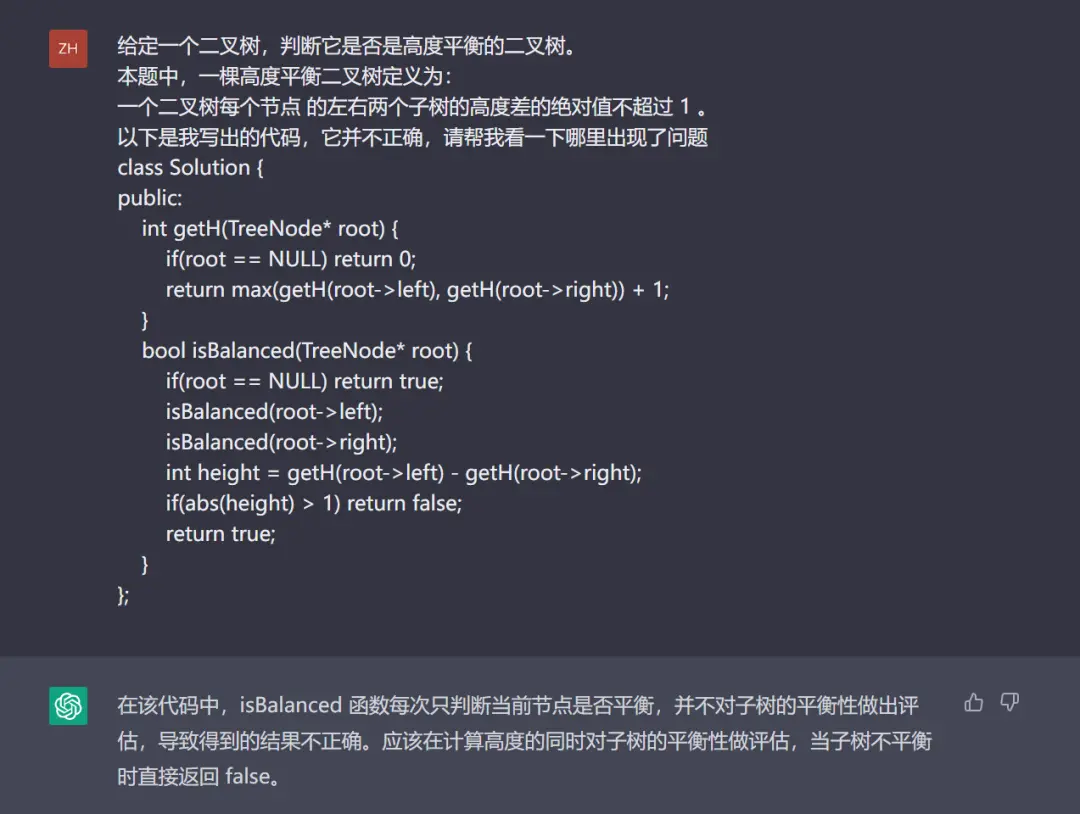 ZH
给定一个二叉树，判断它是否是高度平衡的二叉树。
本题中，一棵高度平衡二叉树定义为：
一个二叉树每个节点 的左右两个子树的高度差的绝对值不超过 1 。
以下是我写出的代码，它并不正确，请帮我看一下哪里出现了问题
class Solution {
public:
    int getH(TreeNode* root) {
        if(root == NULL) return 0;
        return max(getH(root->left), getH(root->right)) + 1;
    }
    bool isBalanced(TreeNode* root) {
        if(root == NULL) return true;
        isBalanced(root->left);
        isBalanced(root->right);
        int height = getH(root->left) - getH(root->right);
        if(abs(height) > 1) return false;
        return true;
    }
};
在该代码中，isBalanced 函数每次只判断当前节点是否平衡，并不对子树的平衡性做出评
估，导致得到的结果不正确。应该在计算高度的同时对子树的平衡性做评估，当子树不平衡
时直接返回 false。